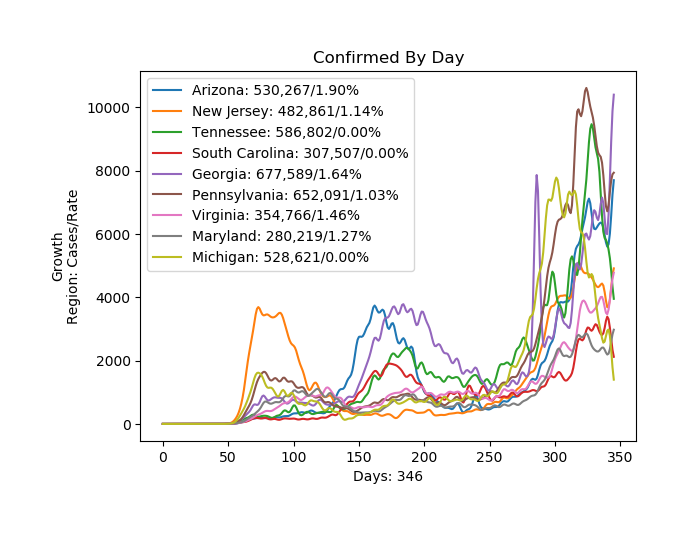 Confirmed By Day
Arizona: 530,267/1.90%
New Jersey: 482,861/1.14%
Tennessee: 586,802/0.00%
South Carolina: 307,507/0.00%
Georgia: 677,589/1.64%
Pennsylvania: 652,091/1.03%
Virginia: 354,766/1.46%
Maryland: 280,219/1.27%
Michigan: 528,621/0.00%
Growth
Region: Cases/Rate
10000
8000
6000
4000
2000
0
0 50 100 150 200 250 300 350
Days: 346